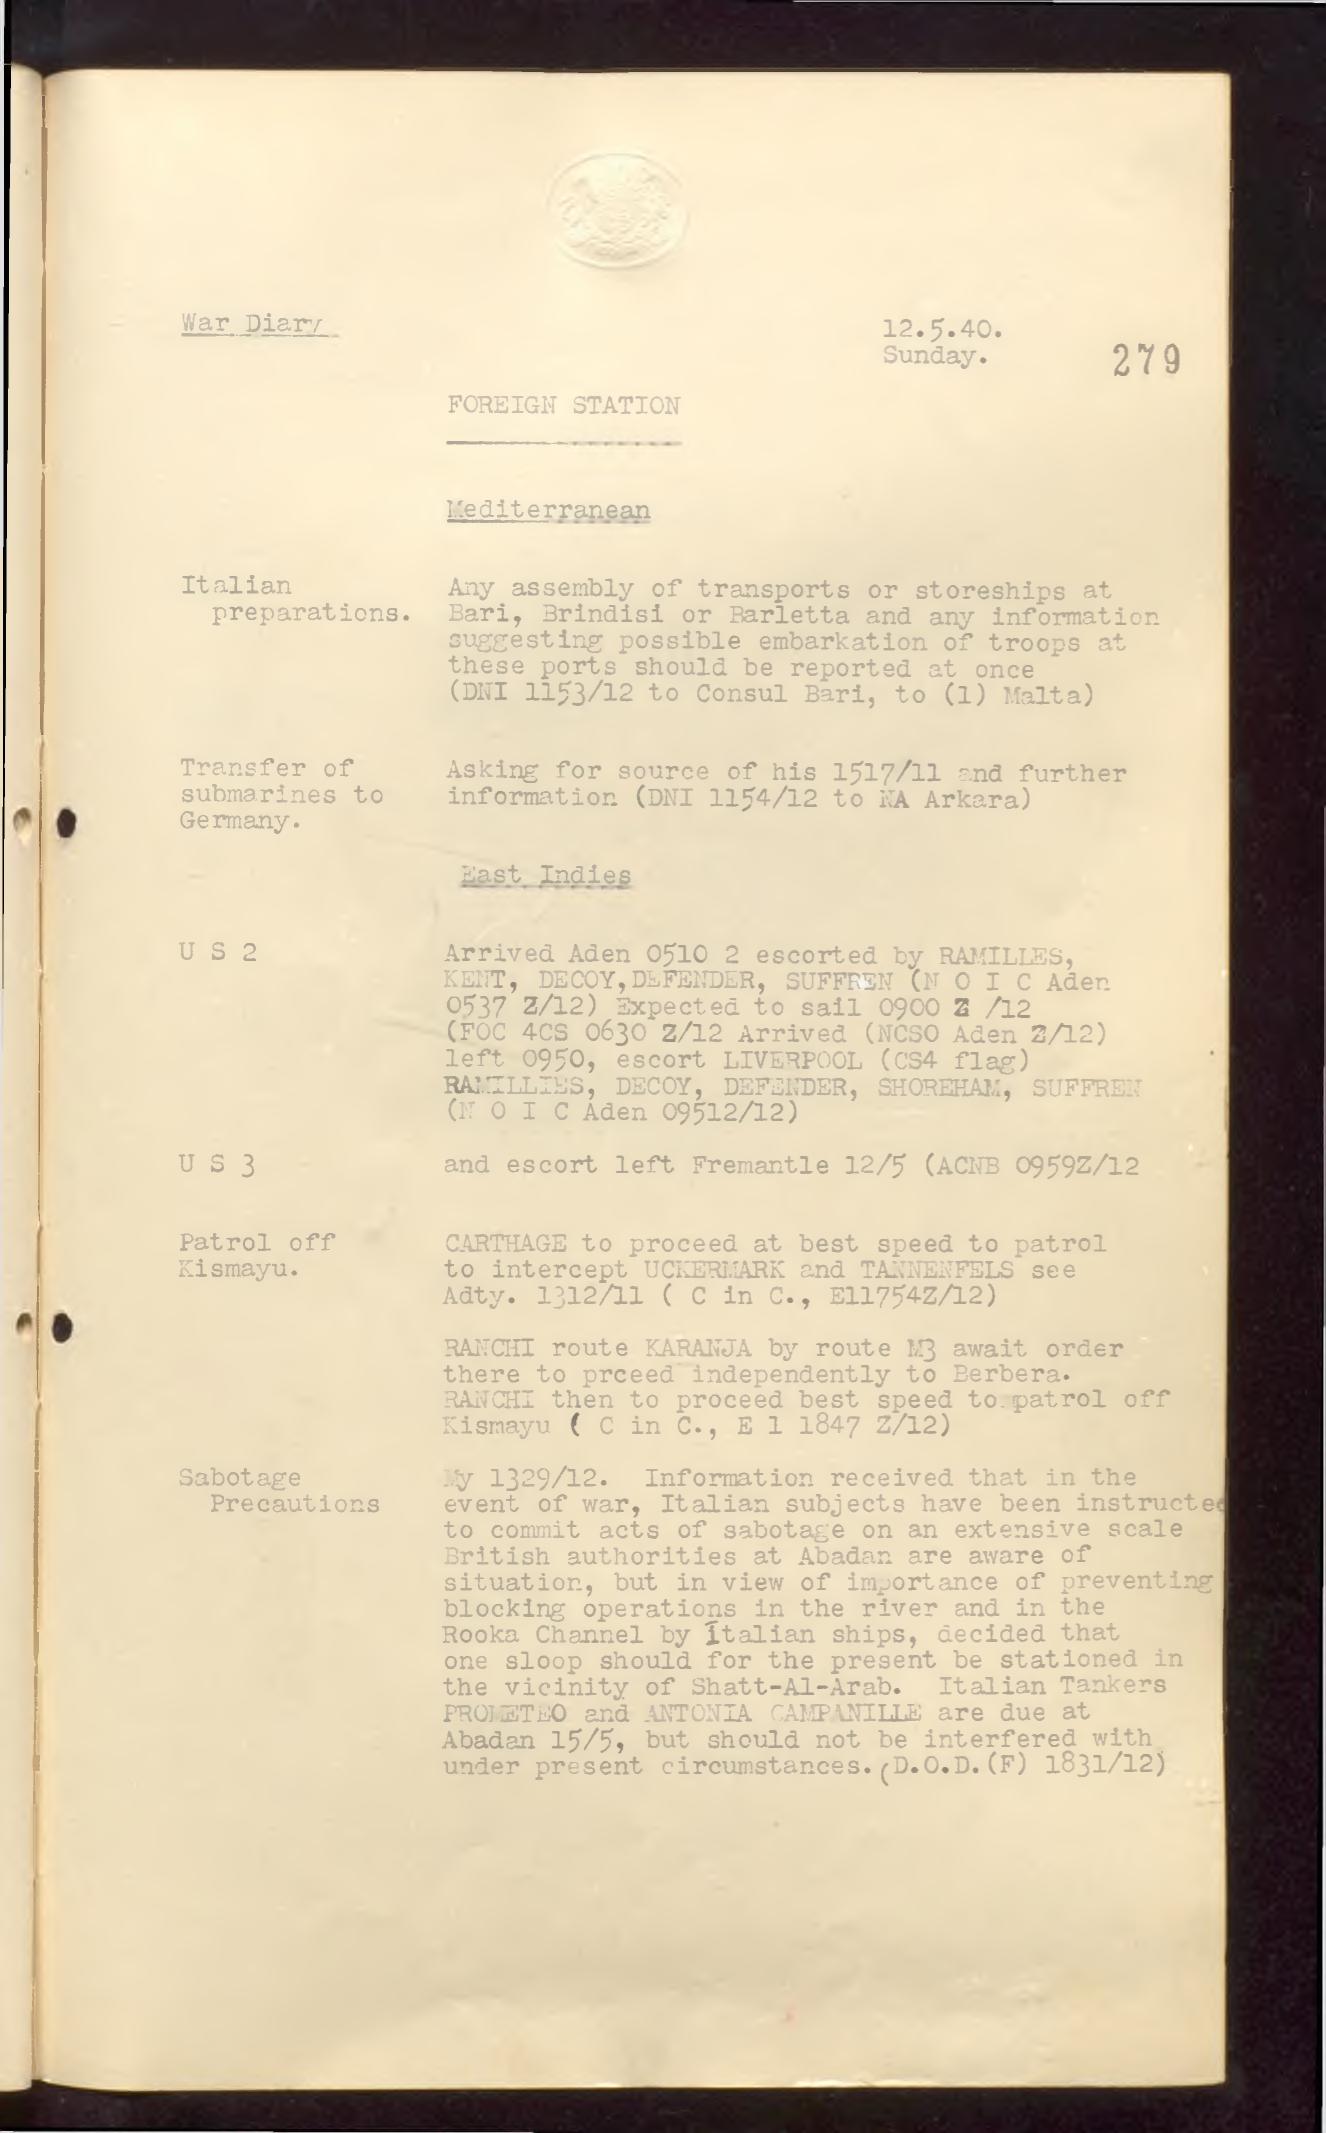 War Diary
12.5.40.
Sunday.
279
FOREIGN STATION
Mediterranean
Italian
preparations.
Any assembly of transports or storeships at
Bari, Brindisi or Barletta and any information
suggesting possible embarkation of troops at
these ports should be reported at once
(DNI 1153/12 to Consul Bari, to (1) Malta)
Transfer of
submarines to
Germany.
Asking for source of his 1517/11 and further
information (DNI 1154/12 to NA Arkara)
East Indies
U S 2
Arrived Aden 0510 2 escorted by RAMILLES,
KENT, DECOY, DEFENDER, SUFFREN (N O I C Aden
0537 Z/12) Expected to sail 0900 Z /12
(FOC 4CS 0630 Z/12 Arrived (NCSO Aden Z/12)
left 0950, escort LIVERPOOL (CS4 flag)
RAMILLIES, DECOY, DEFENDER, SHOREHAM, SUFFREN
(N O I C Aden 09512/12)
U S 3
and escort left Fremantle 12/5 (ACNB 0959Z/12
Patrol off
Kismayu.
CARTHAGE to proceed at best speed to patrol
to intercept UCKERMARK and TANNENFELS see
Adty. 1312/11 ( C in C., E11754Z/12)
RANCHI route KARANJA by route M3 await order
there to prceed independently to Berbera.
RANCHI then to proceed best speed to patrol off
Kismayu ( C in C., E 1 1847 Z/12)
Sabotage
Precautions
My 1329/12. Information received that in the
event of war, Italian subjects have been instructed
to commit acts of sabotage on an extensive scale
British authorities at Abadan are aware of
situation, but in view of importance of preventing
blocking operations in the river and in the
Rooka Channel by Italian ships, decided that
one sloop should for the present be stationed in
the vicinity of Shatt-Al-Arab. Italian Tankers
PROMETEO and ANTONIA CAMPANILLE are due at
Abadan 15/5, but should not be interfered with
under present circumstances. (D.O.D.(F) 1831/12)